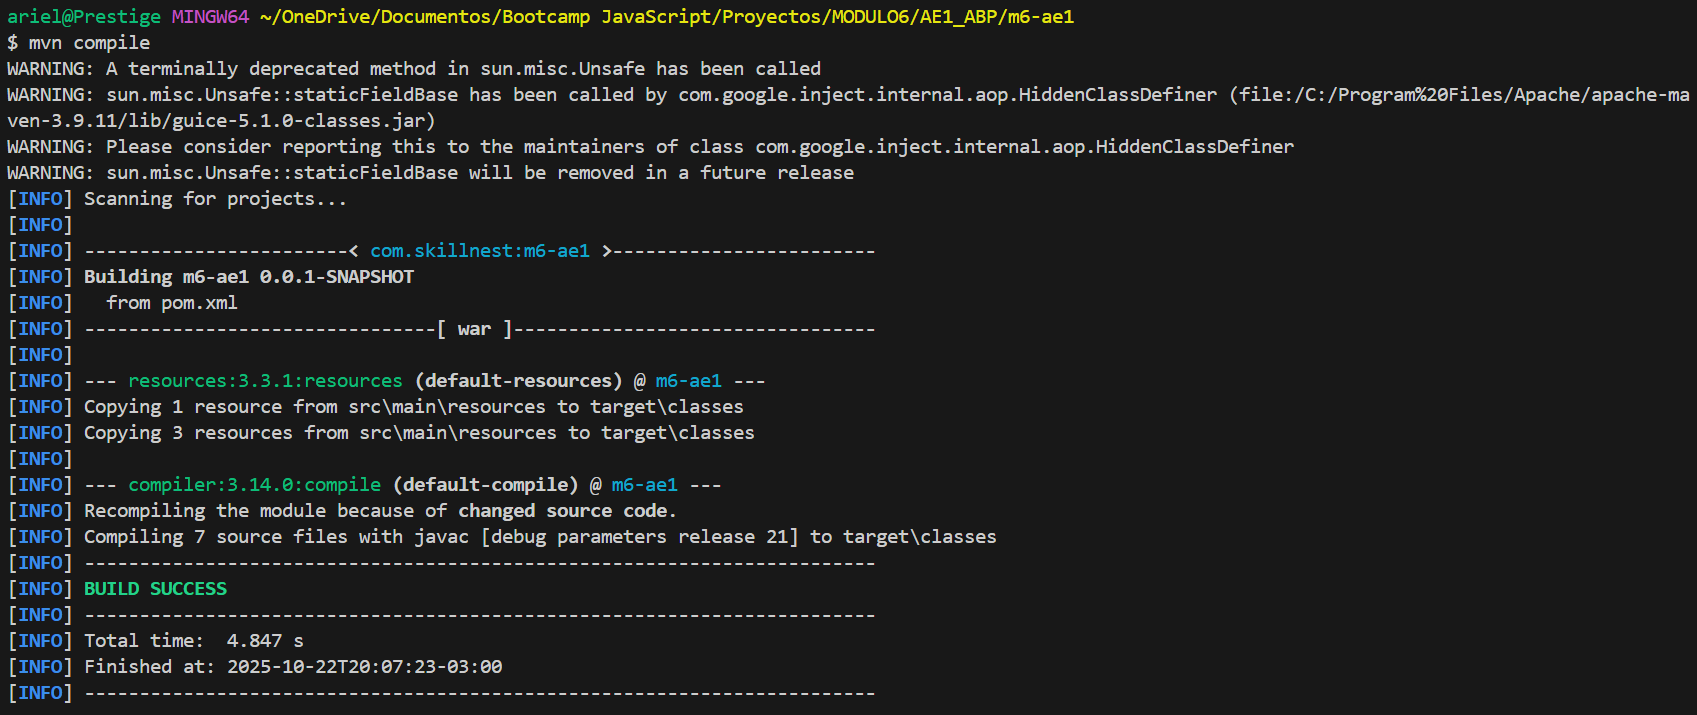 ariel@Prestige MINGW64 ~/OneDrive/Documentos/Bootcamp JavaScript/Proyectos/MODULO6/AE1_ABP/m6-ae1
$ mvn compile
WARNING: A terminally deprecated method in sun.misc.Unsafe has been called
WARNING: sun.misc.Unsafe::staticFieldBase has been called by com.google.inject.internal.aop.HiddenClassDefiner (file:/C:/Program%20Files/Apache/apache-ma
ven-3.9.11/lib/guice-5.1.0-classes.jar)
WARNING: Please consider reporting this to the maintainers of class com.google.inject.internal.aop.HiddenClassDefiner
WARNING: sun.misc.Unsafe::staticFieldBase will be removed in a future release
[INFO] Scanning for projects...
[INFO]
[INFO] ------------------------< com.skillnest:m6-ae1 >------------------------
[INFO] Building m6-ae1 0.0.1-SNAPSHOT
[INFO]   from pom.xml
[INFO] --------------------------------[ war ]---------------------------------
[INFO]
[INFO] --- resources:3.3.1:resources (default-resources) @ m6-ae1 ---
[INFO] Copying 1 resource from src\main\resources to target\classes
[INFO] Copying 3 resources from src\main\resources to target\classes
[INFO]
[INFO] --- compiler:3.14.0:compile (default-compile) @ m6-ae1 ---
[INFO] Recompiling the module because of changed source code.
[INFO] Compiling 7 source files with javac [debug parameters release 21] to target\classes
[INFO] ------------------------------------------------------------------------
[INFO] BUILD SUCCESS
[INFO] ------------------------------------------------------------------------
[INFO] Total time:  4.847 s
[INFO] Finished at: 2025-10-22T20:07:23-03:00
[INFO] ------------------------------------------------------------------------